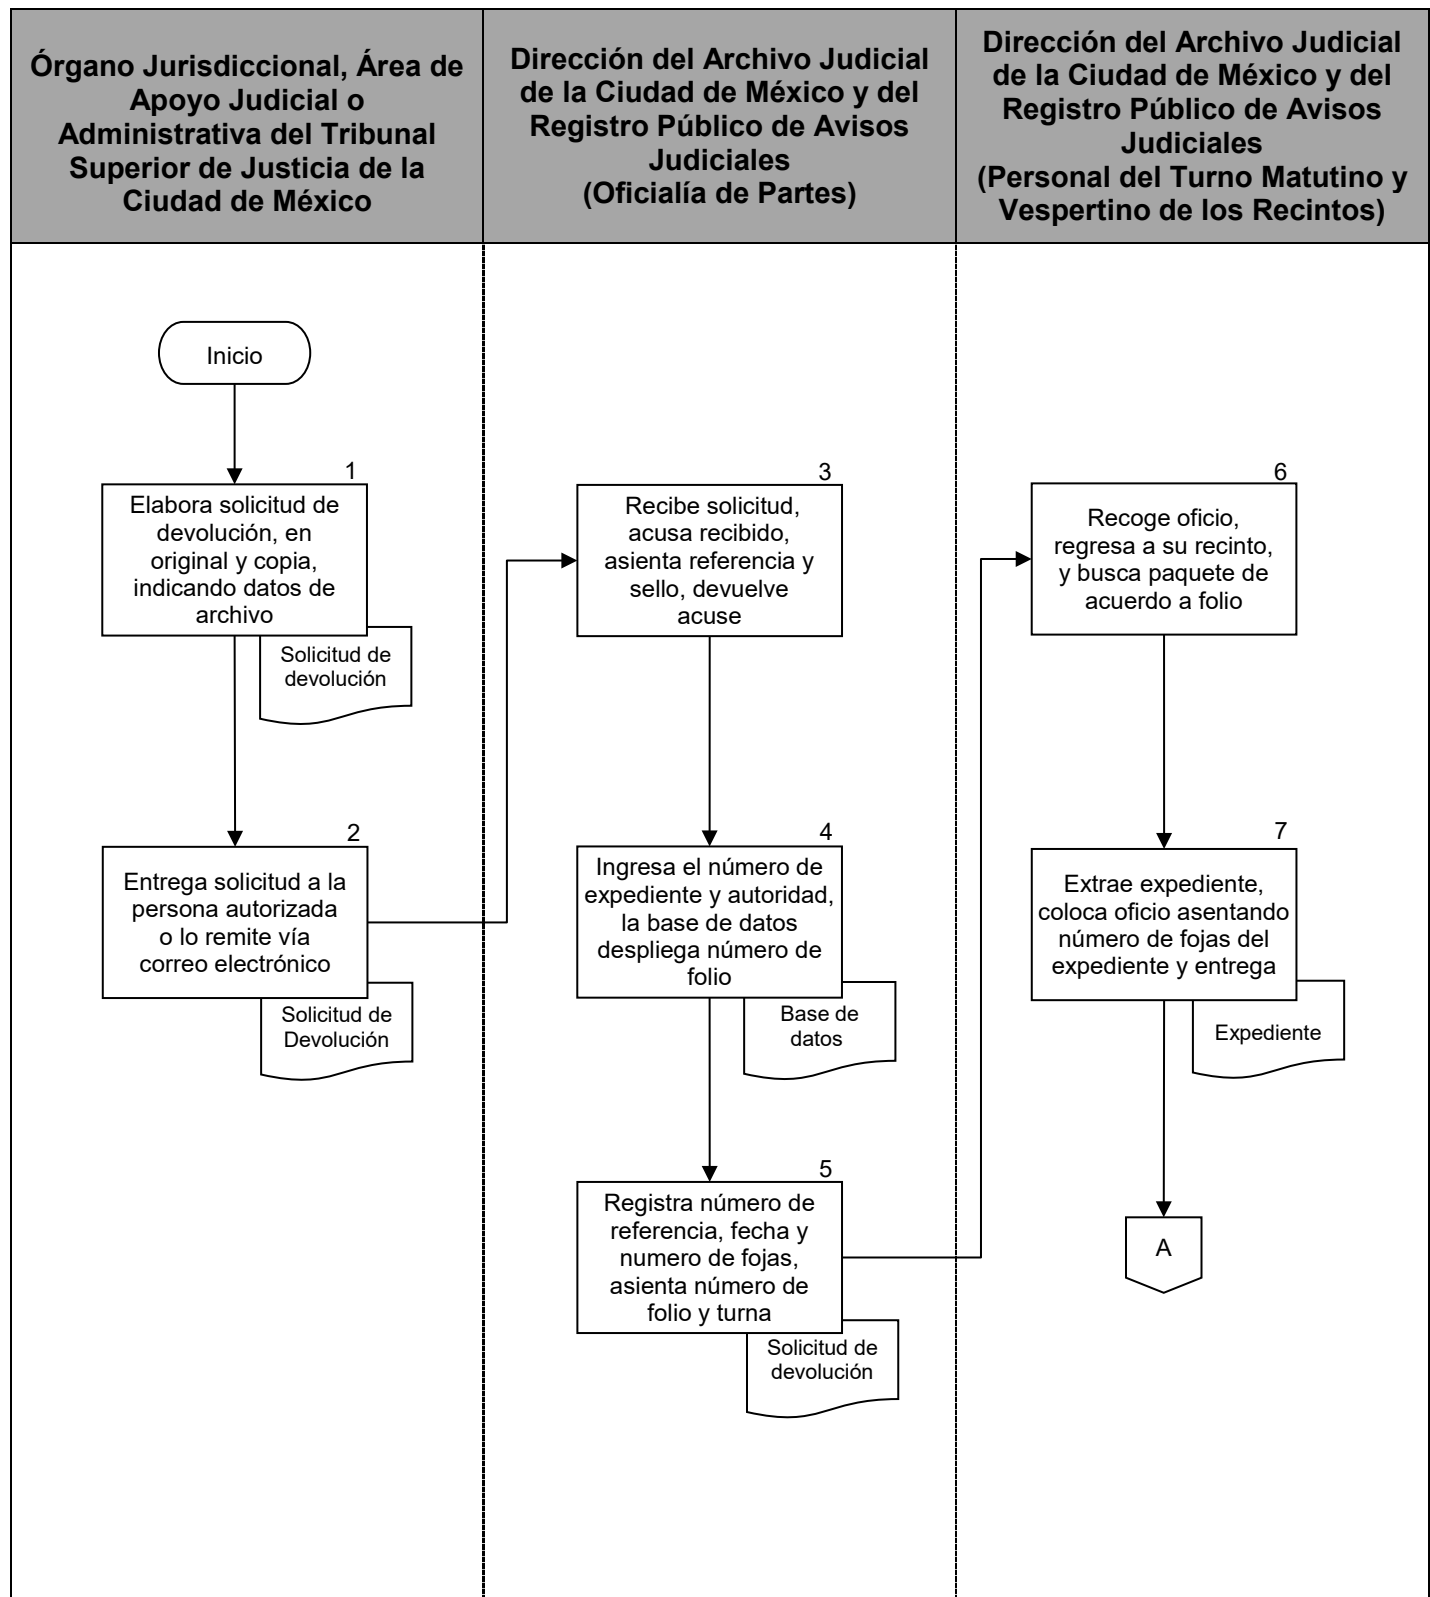 Órgano Jurisdiccional, Área de
Apoyo Judicial o
Administrativa del Tribunal
Superior de Justicia de la
Ciudad de México
Dirección del Archivo Judicial
de la Ciudad de México y del
Registro Público de Avisos
Judiciales
(Oficialía de Partes)
Dirección del Archivo Judicial
de la Ciudad de México y del
Registro Público de Avisos
Judiciales
(Personal del Turno Matutino y
Vespertino de los Recintos)
Inicio
1
Elabora solicitud de
devolución, en
original y copia,
indicando datos de
archivo
Solicitud de
devolución
2
Entrega solicitud a la
persona autorizada
o lo remite vía
correo electrónico
Solicitud de
Devolución
3
Recibe solicitud,
acusa recibido,
asienta referencia y
sello, devuelve
acuse
4
Ingresa el número de
expediente y autoridad,
la base de datos
despliega número de
folio
Base de
datos
5
Registra número de
referencia, fecha y
numero de fojas,
asienta número de
folio y turna
Solicitud de
devolución
6
Recoge oficio,
regresa a su recinto,
y busca paquete de
acuerdo a folio
7
Extrae expediente,
coloca oficio asentando
número de fojas del
expediente y entrega
Expediente
A